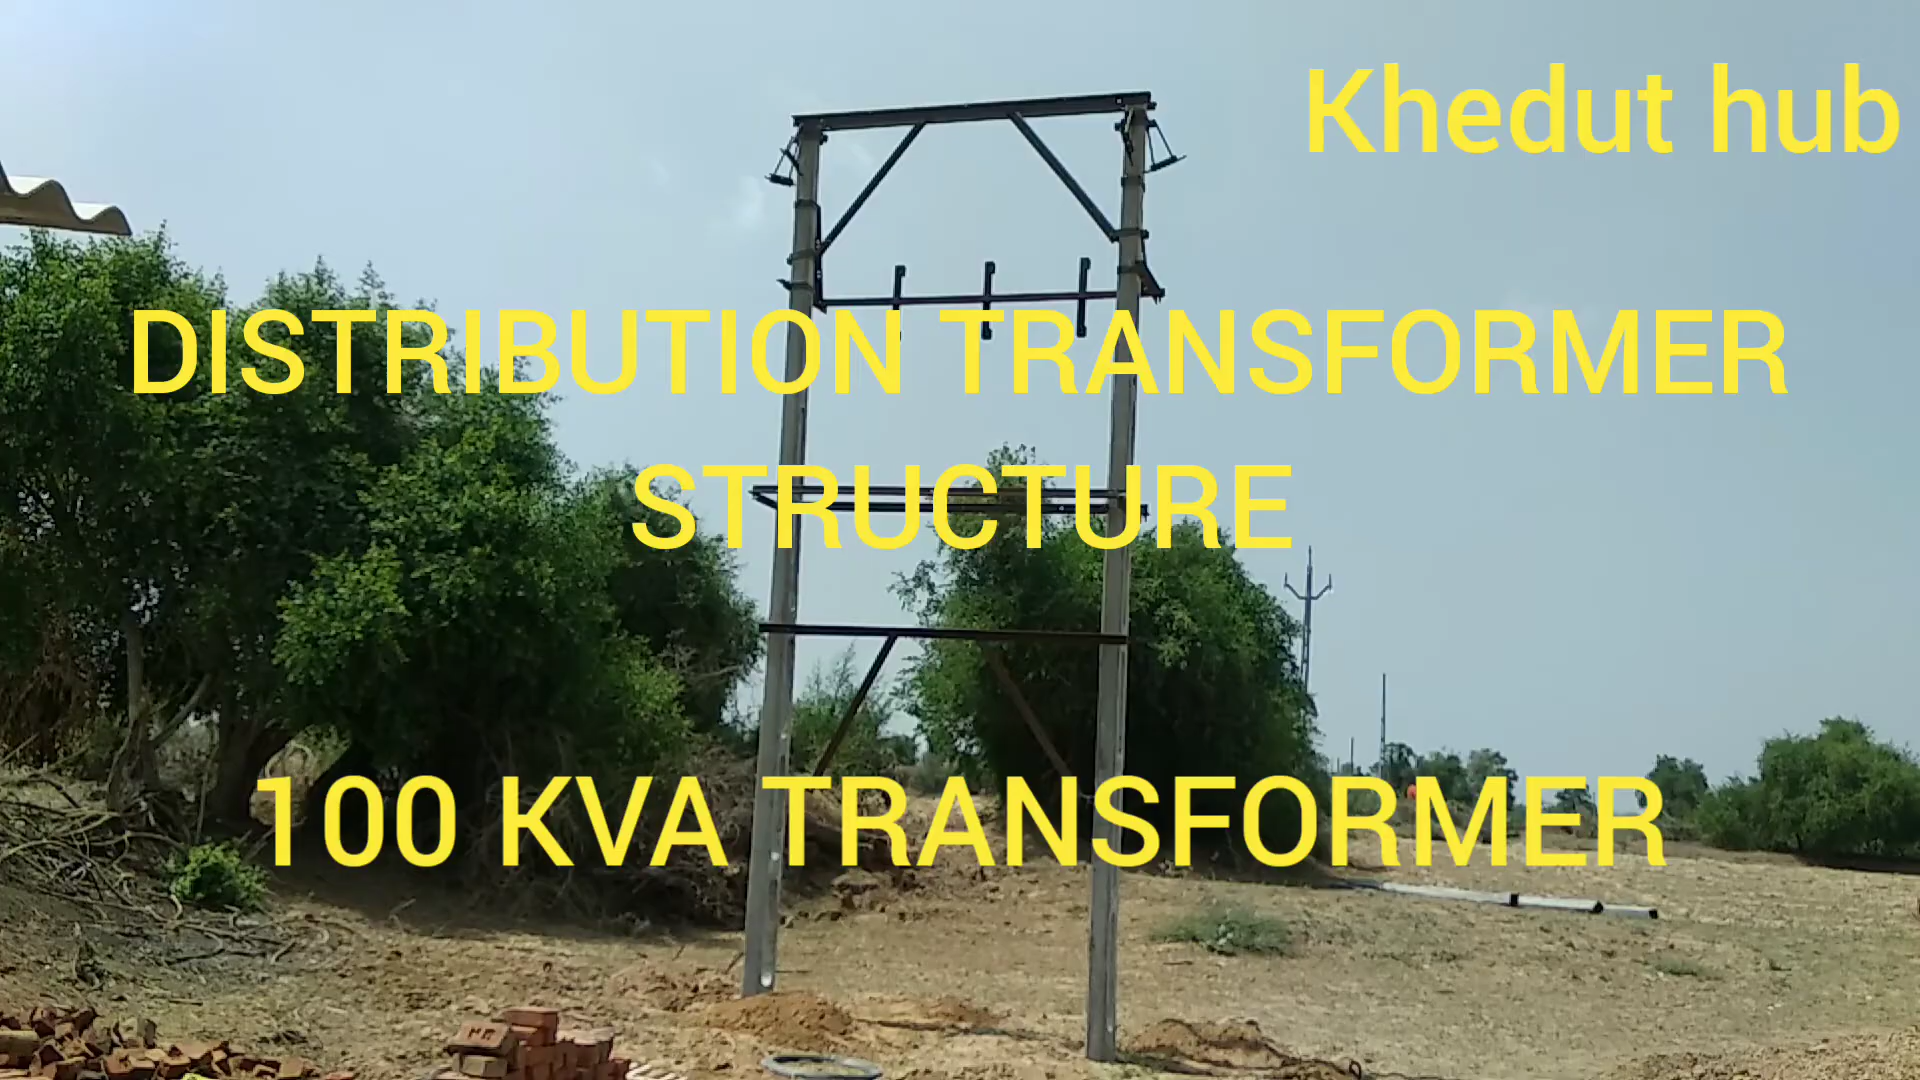 Khedut hub
DISTRIBUTION TRANSFORMER
STRUCTURE
100 KVA TRANSFORMER